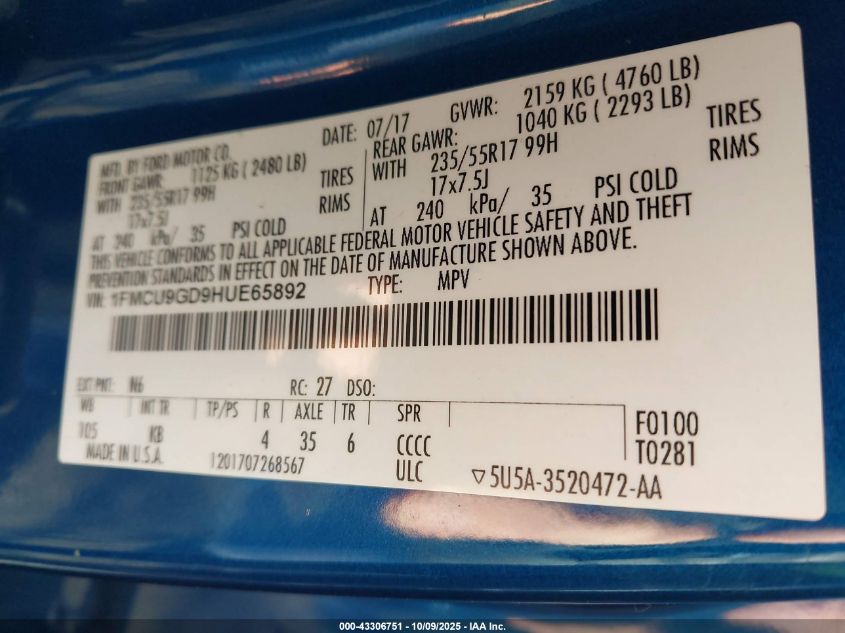 MFD. BY FORD MOTOR CO.
DATE: 07/17 GVWR: 2159 KG ( 4760 LB)
FRONT GAWR: 1125 KG ( 2480 LB)
REAR GAWR: 1040 KG ( 2293 LB)
WITH 235/55R17 99H TIRES
WITH 235/55R17 99H TIRES
17x7.5J RIMS
17x7.5J RIMS
AT 240 kPa/ 35 PSI COLD
AT 240 kPa/ 35 PSI COLD
THIS VEHICLE CONFORMS TO ALL APPLICABLE FEDERAL MOTOR VEHICLE SAFETY AND THEFT
PREVENTION STANDARDS IN EFFECT ON THE DATE OF MANUFACTURE SHOWN ABOVE.
VIN: 1FMCU9GD9HUE65892 TYPE: MPV
EXT PNT: N6 RC: 27 DSO:
WB INT TR TP/PS R AXLE TR SPR
105 KB 4 35 6 CCCC
F0100
T0281
MADE IN U.S.A. 1201707268567 ULC ▽5U5A-3520472-AA
000-43306751 - 10/09/2025 - IAA Inc.